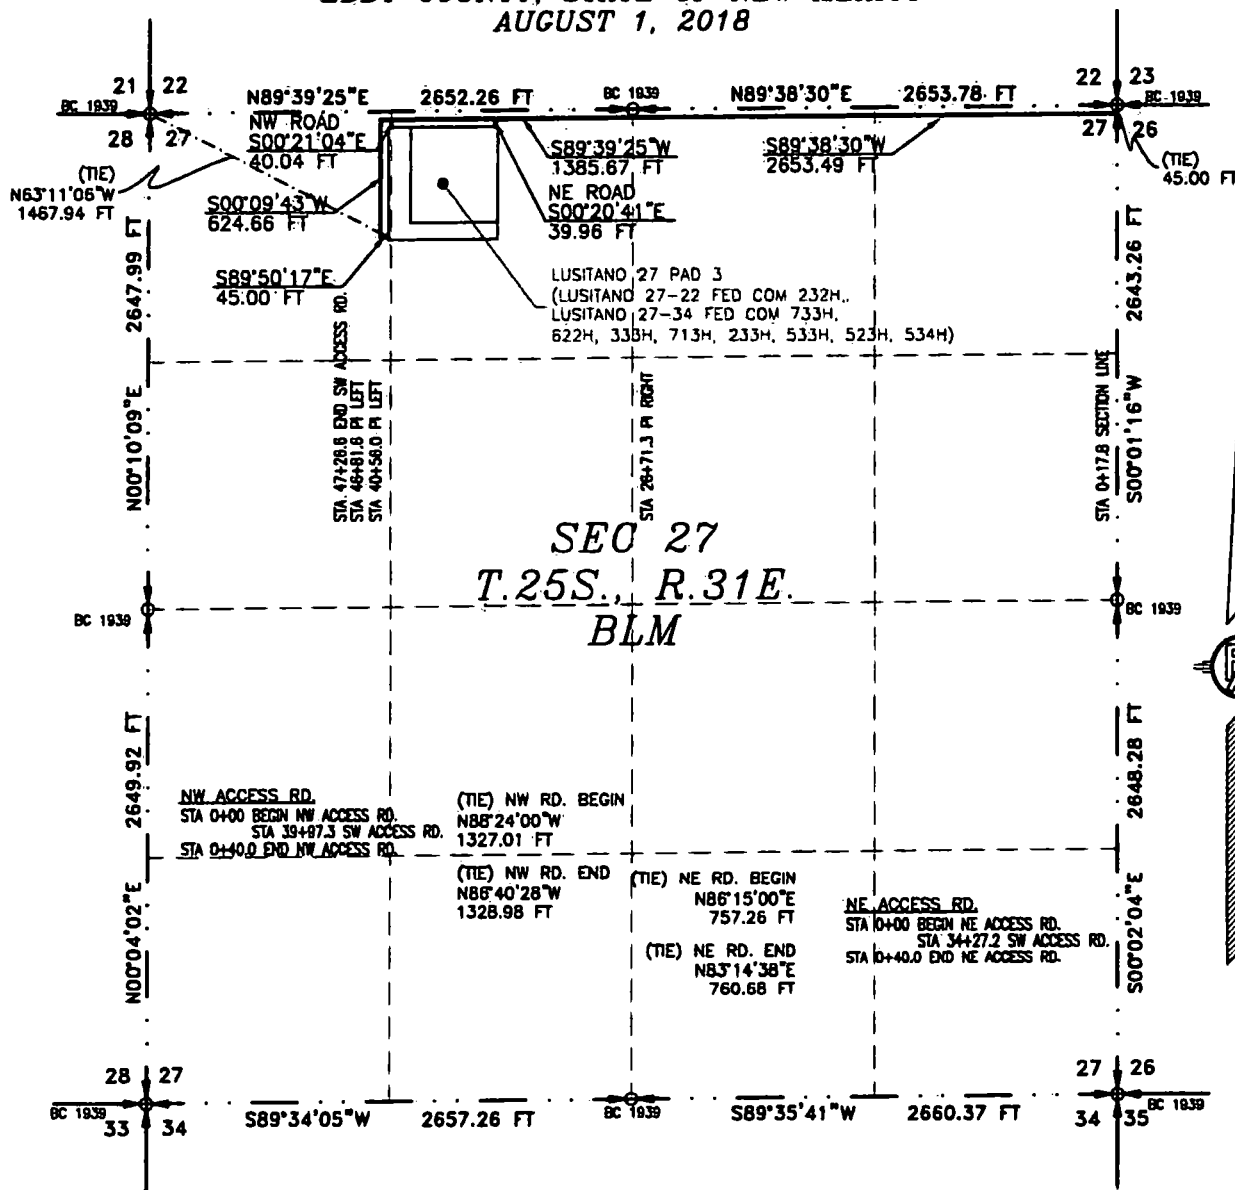 AUGUST 1, 2018
21 22
22 23
BC 1939
N89°39'25"E 2652.26 FT
BC 1939
N89°38'30"E 2653.78 FT
BC 1939
28 27
27 26
NW ROAD
S00°21'04"E
40.04 FT
S89°39'25"W
1385.67 FT
S89°38'30"W
2653.49 FT
(TIE)
45.00 FT
(TIE)
N63°11'06"W
1467.94 FT
S00°09'43"W
624.66 FT
NE ROAD
S00°20'41"E
39.96 FT
S89°50'17"E
45.00 FT
LUSITANO 27 PAD 3
(LUSITANO 27-22 FED COM 232H,
LUSITANO 27-34 FED COM 733H,
622H, 333H, 713H, 233H, 533H, 523H, 534H)
N00°10'09"E 2647.99 FT
STA 47+26.6 END SW ACCESS RD.
STA 46+81.6 PI LEFT
STA 40+56.0 PI LEFT
STA 26+71.3 PI RIGHT
STA 0+17.8 SECTION LINE
S00°01'16"W 2643.26 FT
SEC 27
T.25S., R.31E.
BLM
BC 1939
BC 1939
N00°04'02"E 2649.92 FT
S00°02'04"E 2648.28 FT
NW ACCESS RD.
STA 0+00 BEGIN NW ACCESS RD.
STA 39+97.3 SW ACCESS RD.
STA 0+40.0 END NW ACCESS RD.
(TIE) NW RD. BEGIN
N88°24'00"W
1327.01 FT
(TIE) NW RD. END
N86°40'28"W
1328.98 FT
(TIE) NE RD. BEGIN
N86°15'00"E
757.26 FT
(TIE) NE RD. END
N83°14'38"E
760.68 FT
NE ACCESS RD.
STA 0+00 BEGIN NE ACCESS RD.
STA 34+27.2 SW ACCESS RD.
STA 0+40.0 END NE ACCESS RD.
28 27
27 26
BC 1939
S89°34'05"W 2657.26 FT
BC 1939
S89°35'41"W 2660.37 FT
BC 1939
33 34
34 35